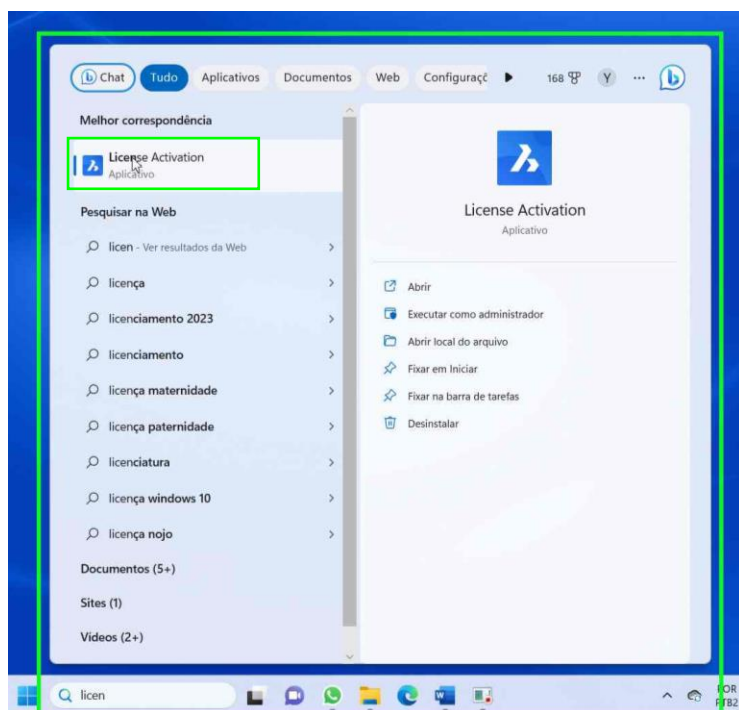 Chat Tudo Aplicativos Documentos Web Configuraçõ 168 Y ...
Melhor correspondência
License Activation
Aplicativo
Pesquisar na Web
licen - Ver resultados da Web
licença
licenciamento 2023
licenciamento
licença maternidade
licença paternidade
licenciatura
licença windows 10
licença nojo
Documentos (5+)
Sites (1)
Vídeos (2+)
License Activation
Aplicativo
Abrir
Executar como administrador
Abrir local do arquivo
Fixar em Iniciar
Fixar na barra de tarefas
Desinstalar
licen
POR
PTB2